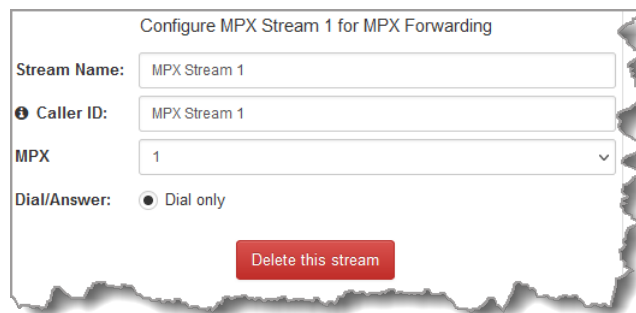 Configure MPX Stream 1 for MPX Forwarding
Stream Name: MPX Stream 1
Caller ID: MPX Stream 1
MPX 1
Dial/Answer: Dial only
Delete this stream